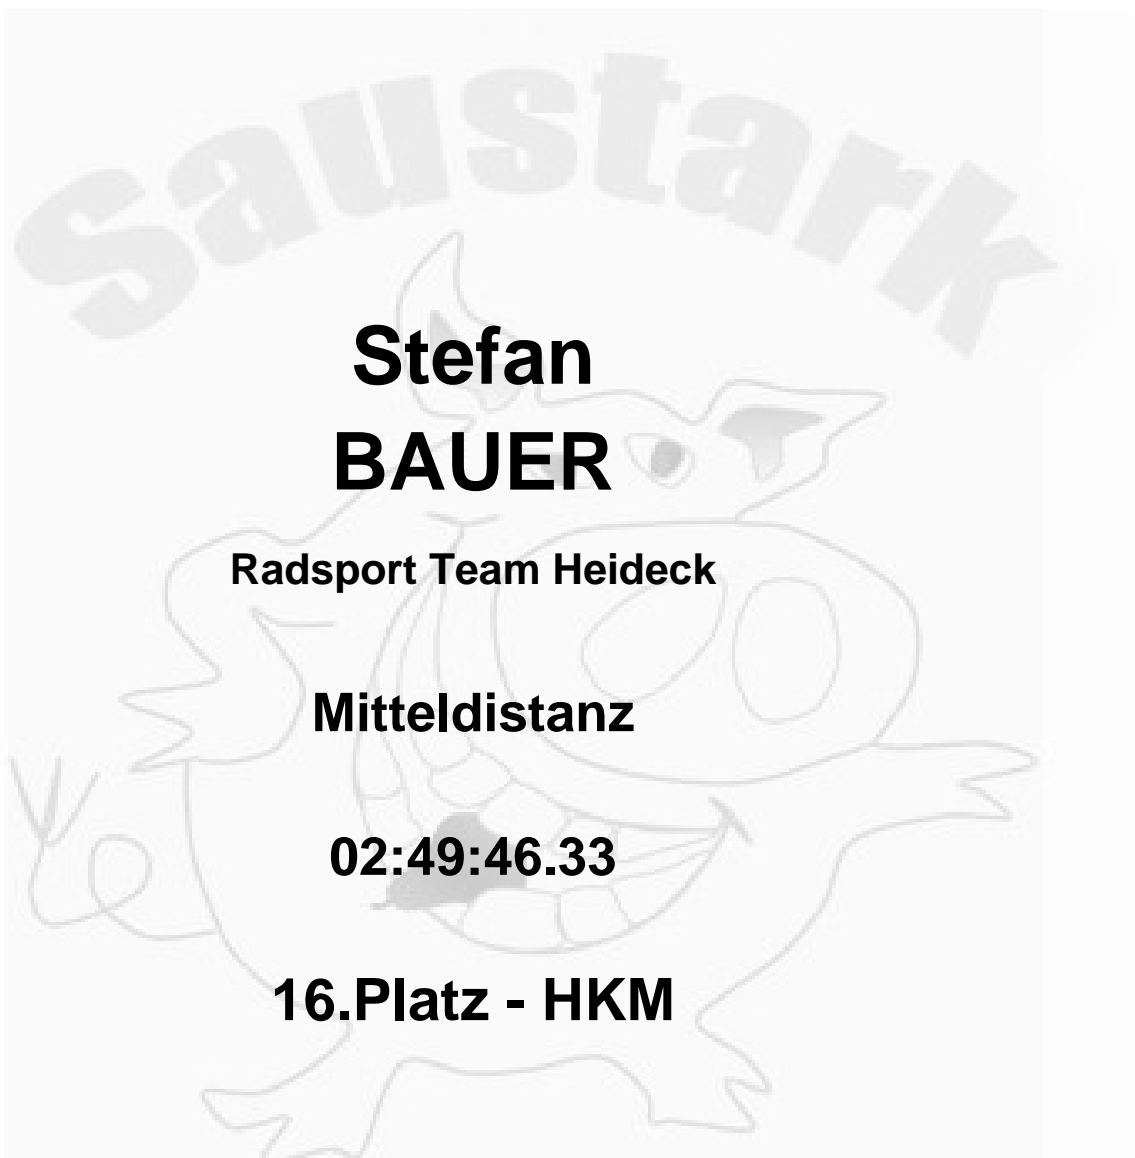 Saustark
Stefan
BAUER
Radsport Team Heideck
Mitteldistanz
02:49:46.33
16.Platz - HKM